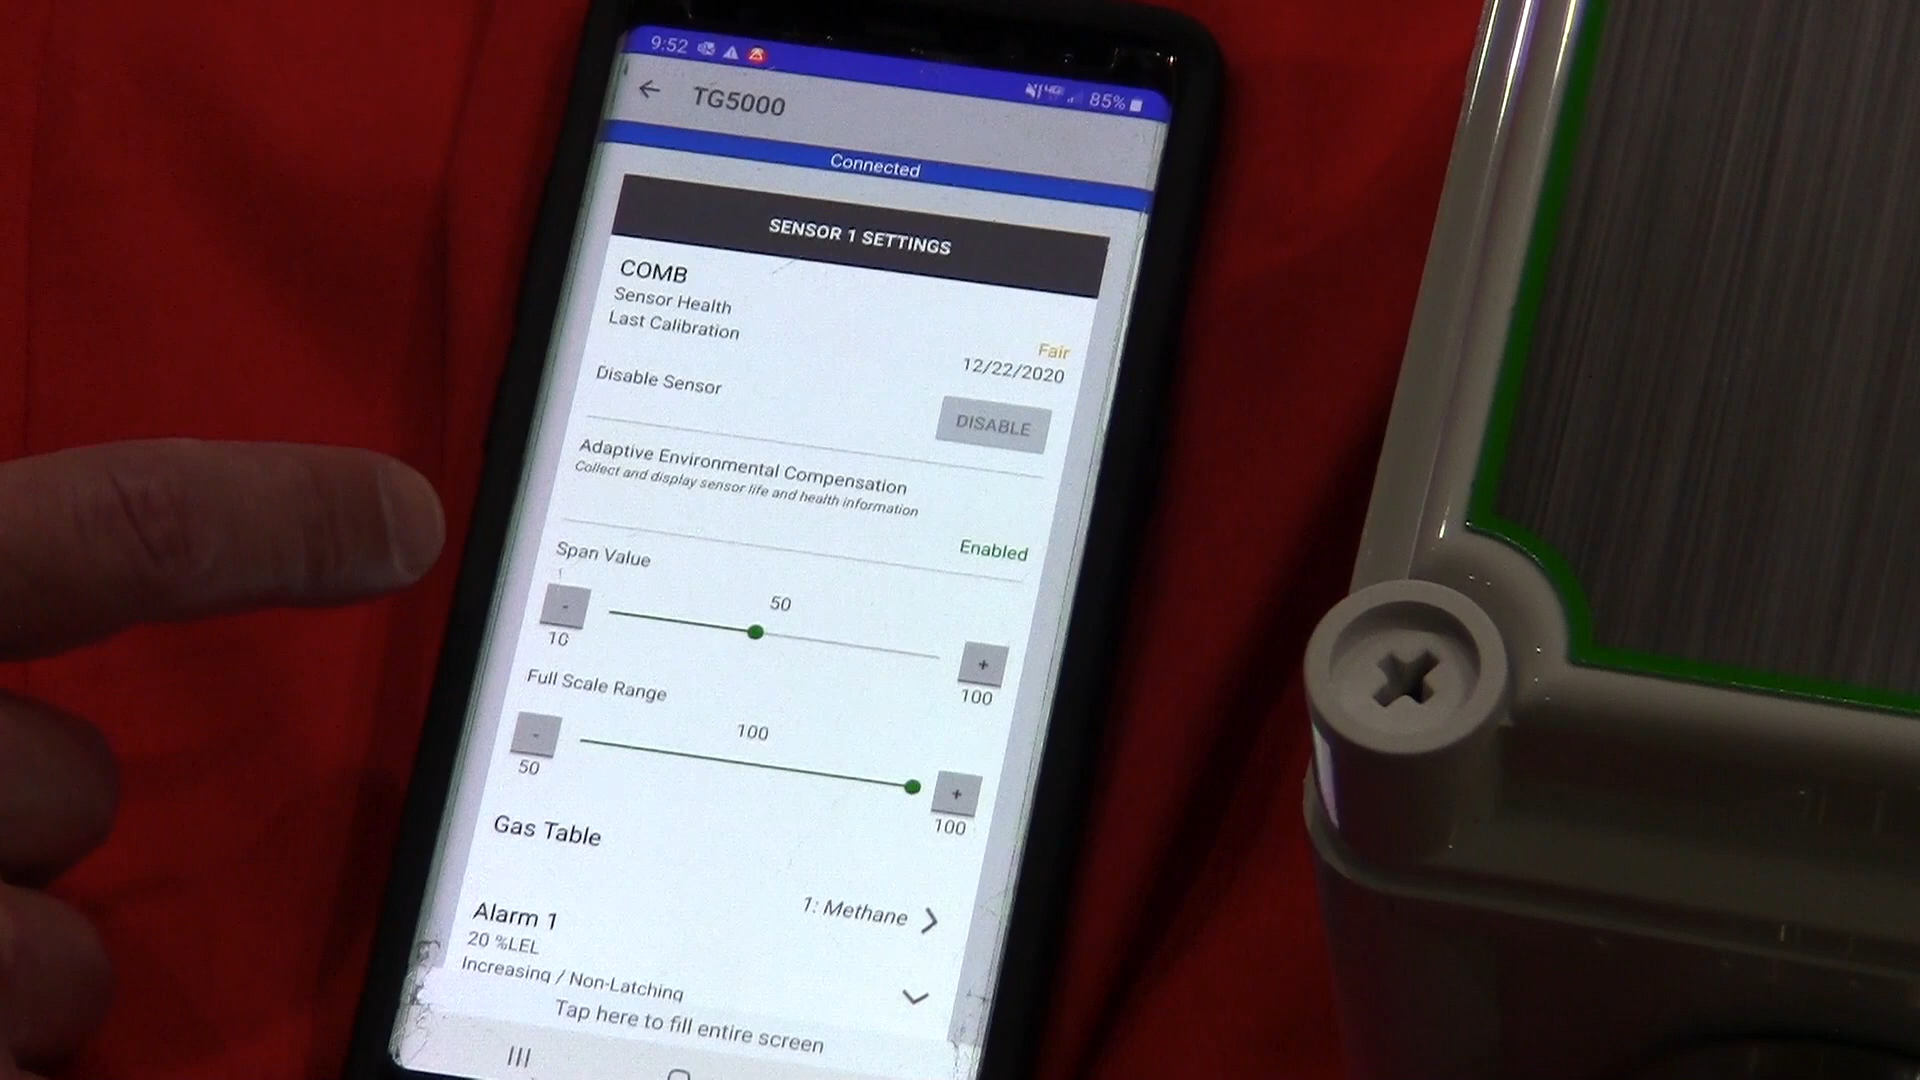 9:52
85%
TG5000
Connected
SENSOR 1 SETTINGS
COMB
Sensor Health
Fair
Last Calibration
12/22/2020
Disable Sensor
DISABLE
Adaptive Environmental Compensation
Collect and display sensor life and health information
Enabled
Span Value
50
-
+
10
100
Full Scale Range
100
-
+
50
100
Gas Table
1: Methane
Alarm 1
20 %LEL
Increasing / Non-Latching
Tap here to fill entire screen